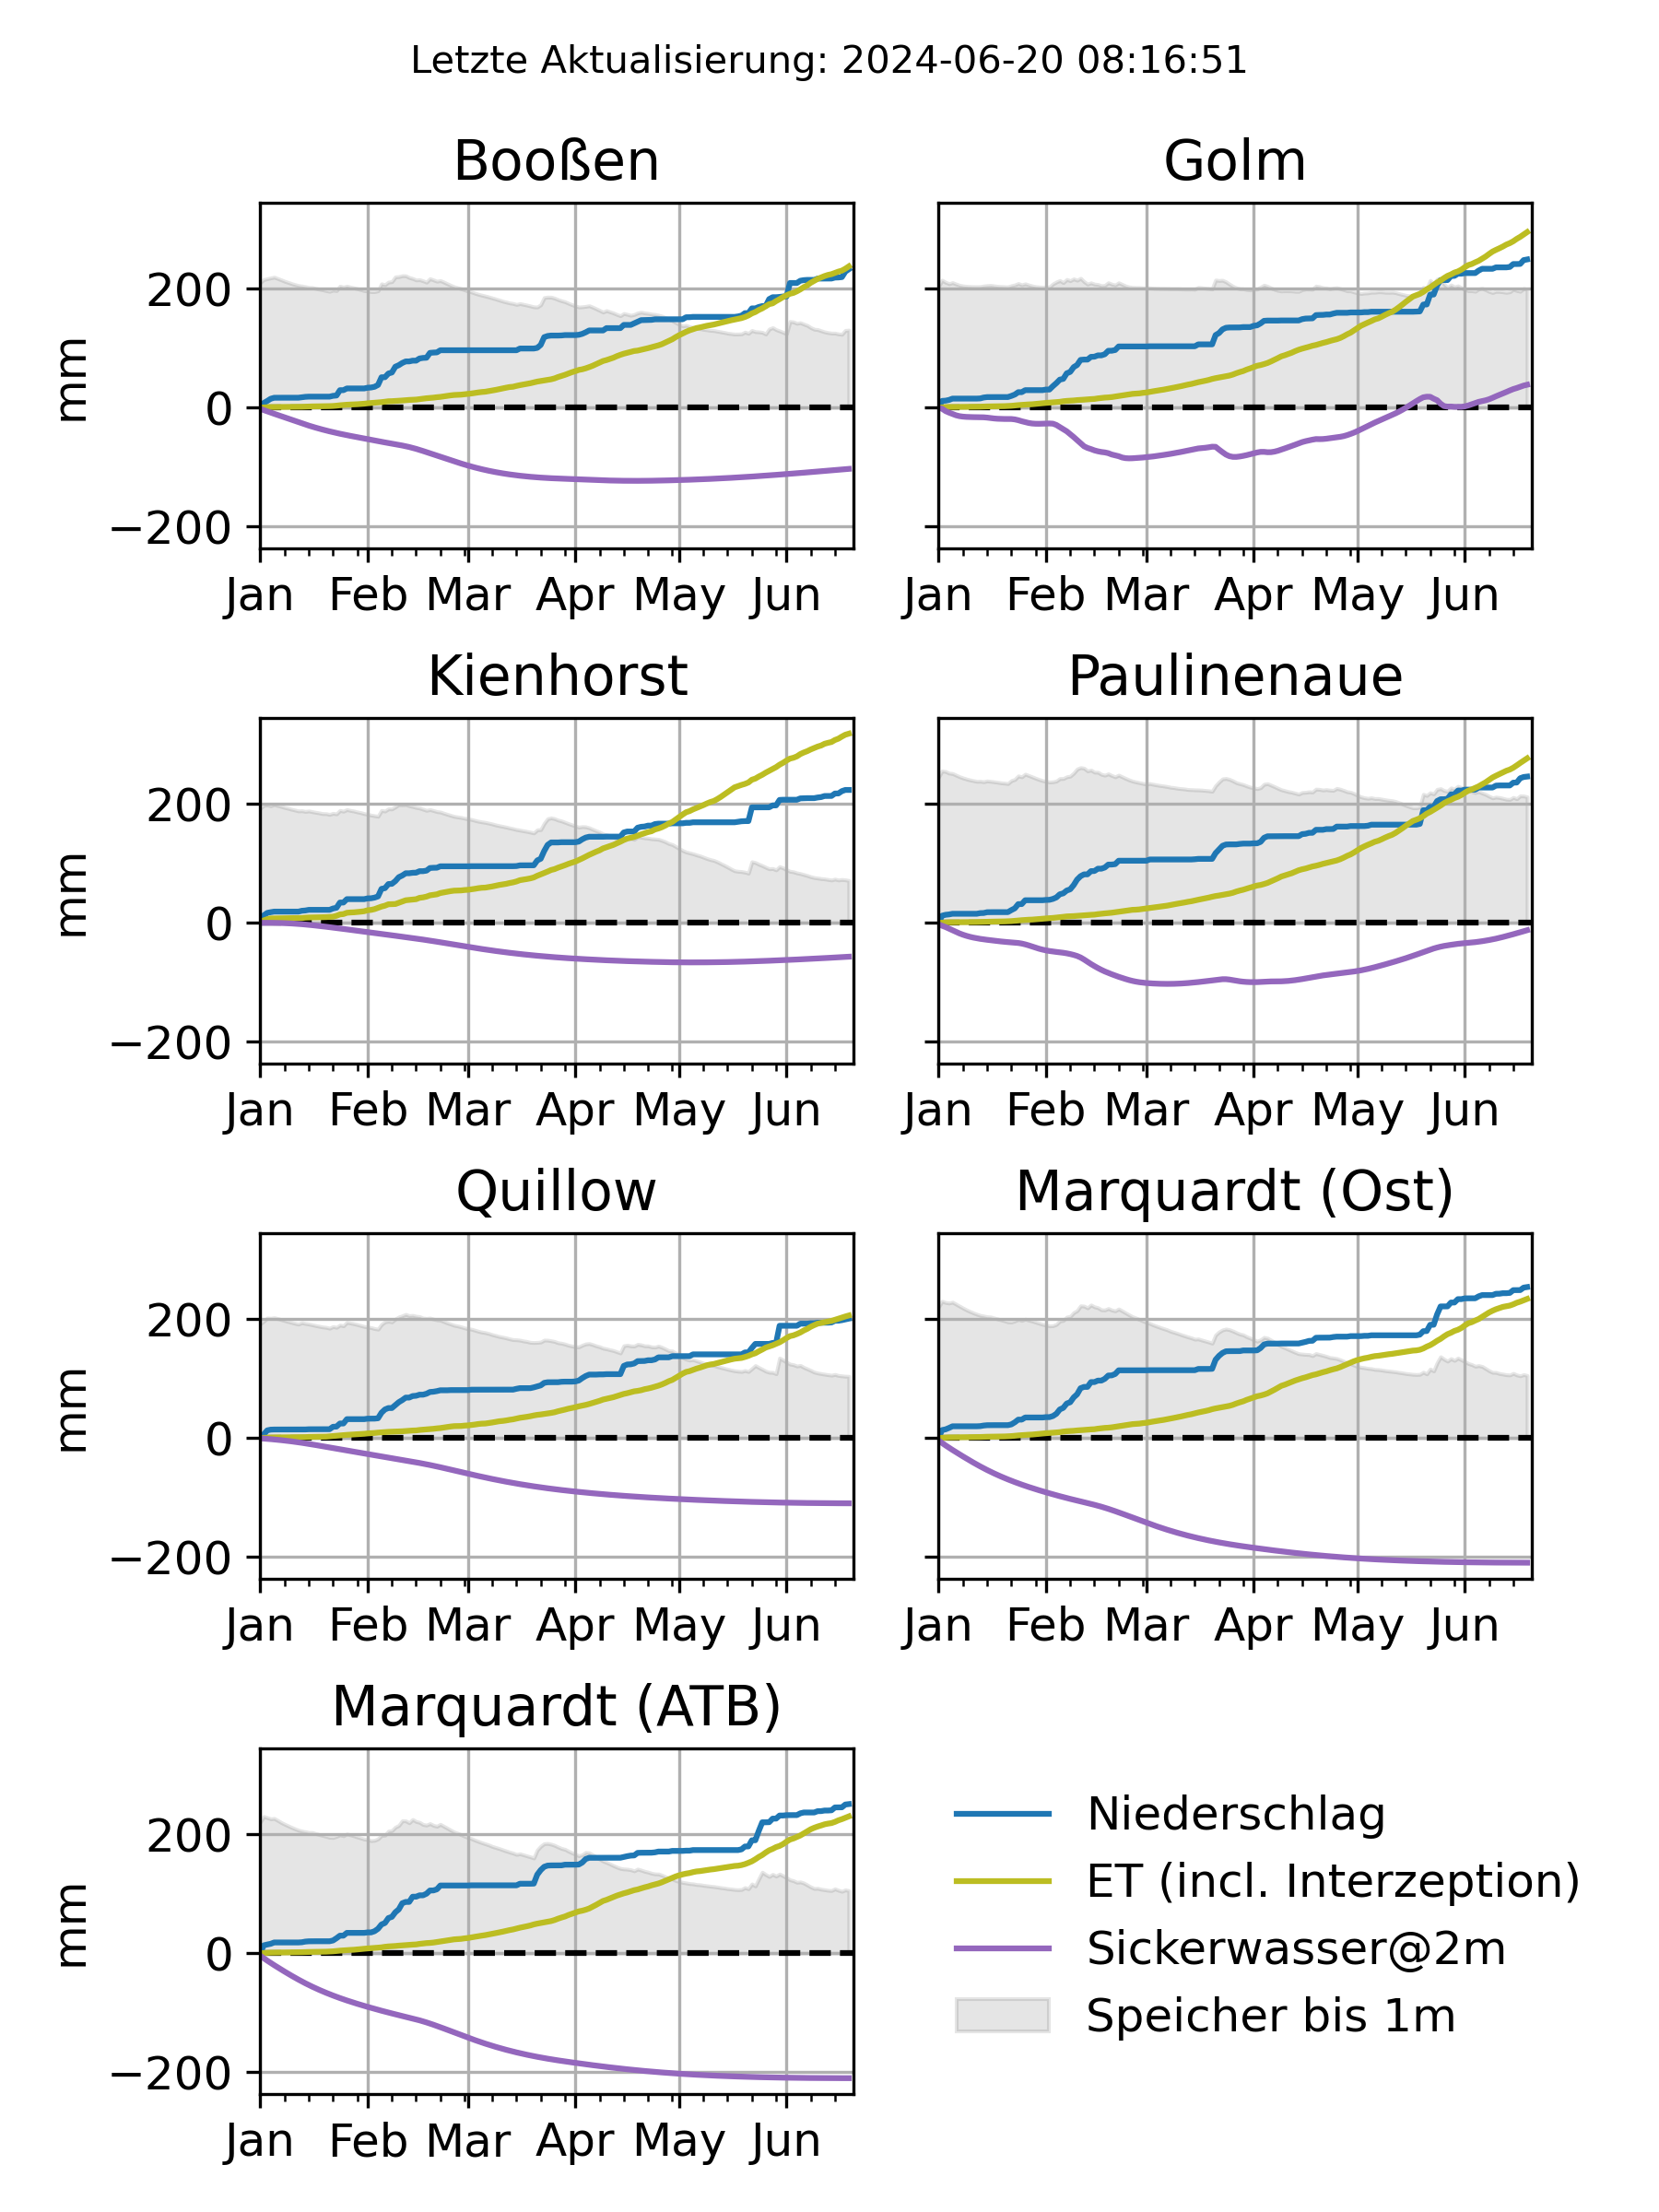 Letzte Aktualisierung: 2024-06-20 08:16:51
Booßen
Golm
mm
200
0
−200
Jan Feb Mar Apr May Jun
Jan Feb Mar Apr May Jun
Kienhorst
Paulinenaue
mm
200
0
−200
Jan Feb Mar Apr May Jun
Jan Feb Mar Apr May Jun
Quillow
Marquardt (Ost)
mm
200
0
−200
Jan Feb Mar Apr May Jun
Jan Feb Mar Apr May Jun
Marquardt (ATB)
mm
200
0
−200
Jan Feb Mar Apr May Jun
Niederschlag
ET (incl. Interzeption)
Sickerwasser@2m
Speicher bis 1m